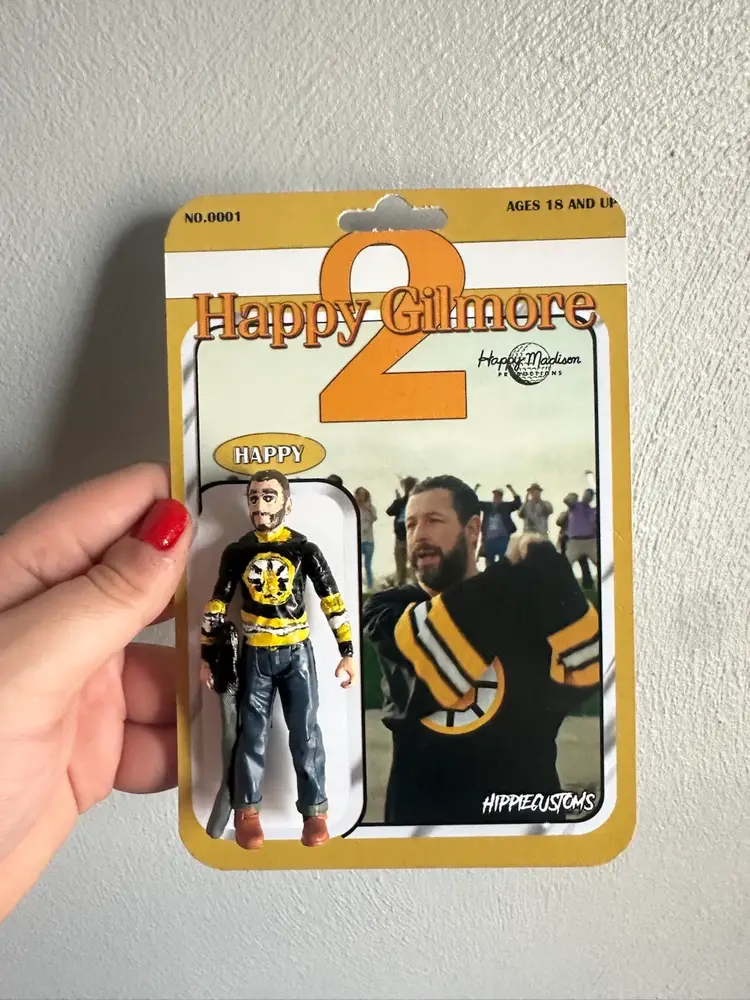 NO.0001
AGES 18 AND UP
2
Happy Gilmore
Happy Madison
PRODUCTIONS
HAPPY
HIPPIECUSTOMS